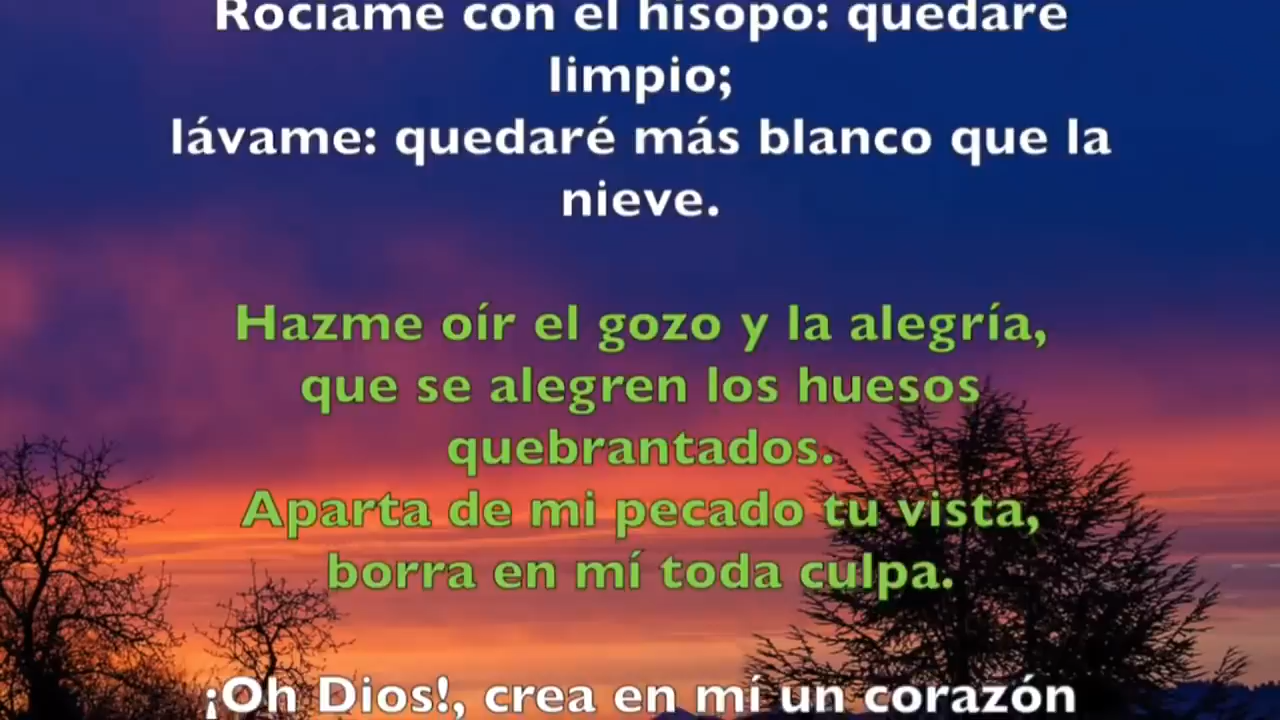 Rocíame con el hisopo: quedaré
limpio;
lávame: quedaré más blanco que la
nieve.
Hazme oír el gozo y la alegría,
que se alegren los huesos
quebrantados.
Aparta de mi pecado tu vista,
borra en mí toda culpa.
¡Oh Dios!, crea en mí un corazón